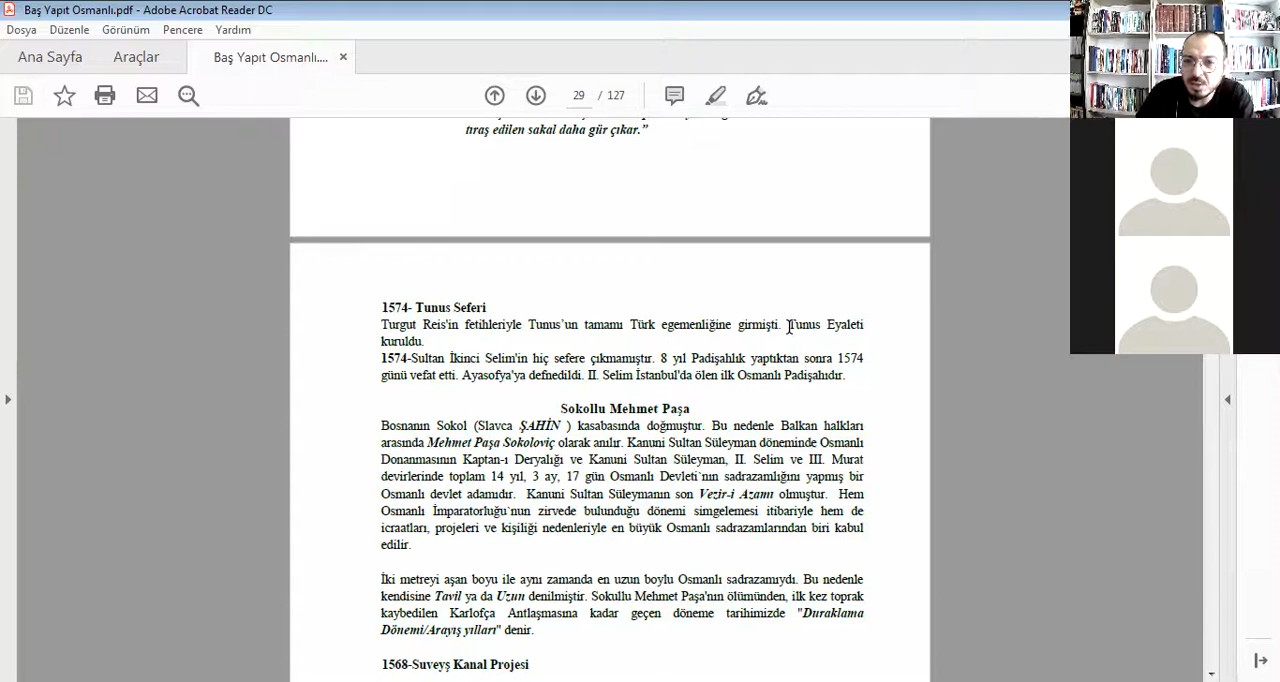 Baş Yapıt Osmanlı.pdf - Adobe Acrobat Reader DC
Dosya Düzenle Görünüm Pencere Yardım
Ana Sayfa Araçlar Baş Yapıt Osmanlı.... ×
29 / 127
tıraş edilen sakal daha gür çıkar.”
1574- Tunus Seferi
Turgut Reis'in fetihleriyle Tunus’un tamamı Türk egemenliğine girmişti. Tunus Eyaleti
kuruldu.
1574-Sultan İkinci Selim'in hiç sefere çıkmamıştır. 8 yıl Padişahlık yaptıktan sonra 1574
günü vefat etti. Ayasofya'ya defnedildi. II. Selim İstanbul'da ölen ilk Osmanlı Padişahıdır.
Sokollu Mehmet Paşa
Bosnanın Sokol (Slavca ŞAHİN ) kasabasında doğmuştur. Bu nedenle Balkan halkları
arasında Mehmet Paşa Sokoloviç olarak anılır. Kanuni Sultan Süleyman döneminde Osmanlı
Donanmasının Kaptan-ı Deryalığı ve Kanuni Sultan Süleyman, II. Selim ve III. Murat
devirlerinde toplam 14 yıl, 3 ay, 17 gün Osmanlı Devleti`nın sadrazamlığını yapmış bir
Osmanlı devlet adamıdır. Kanuni Sultan Süleymanın son Vezir-i Azamı olmuştur. Hem
Osmanlı İmparatorluğu`nun zirvede bulunduğu dönemi simgelemesi itibariyle hem de
icraatları, projeleri ve kişiliği nedenleriyle en büyük Osmanlı sadrazamlarından biri kabul
edilir.
İki metreyi aşan boyu ile aynı zamanda en uzun boylu Osmanlı sadrazamıydı. Bu nedenle
kendisine Tavil ya da Uzun denilmiştir. Sokullu Mehmet Paşa'nın ölümünden, ilk kez toprak
kaybedilen Karlofça Antlaşmasına kadar geçen döneme tarihimizde "Duraklama
Dönemi/Arayış yılları" denir.
1568-Suveyş Kanal Projesi